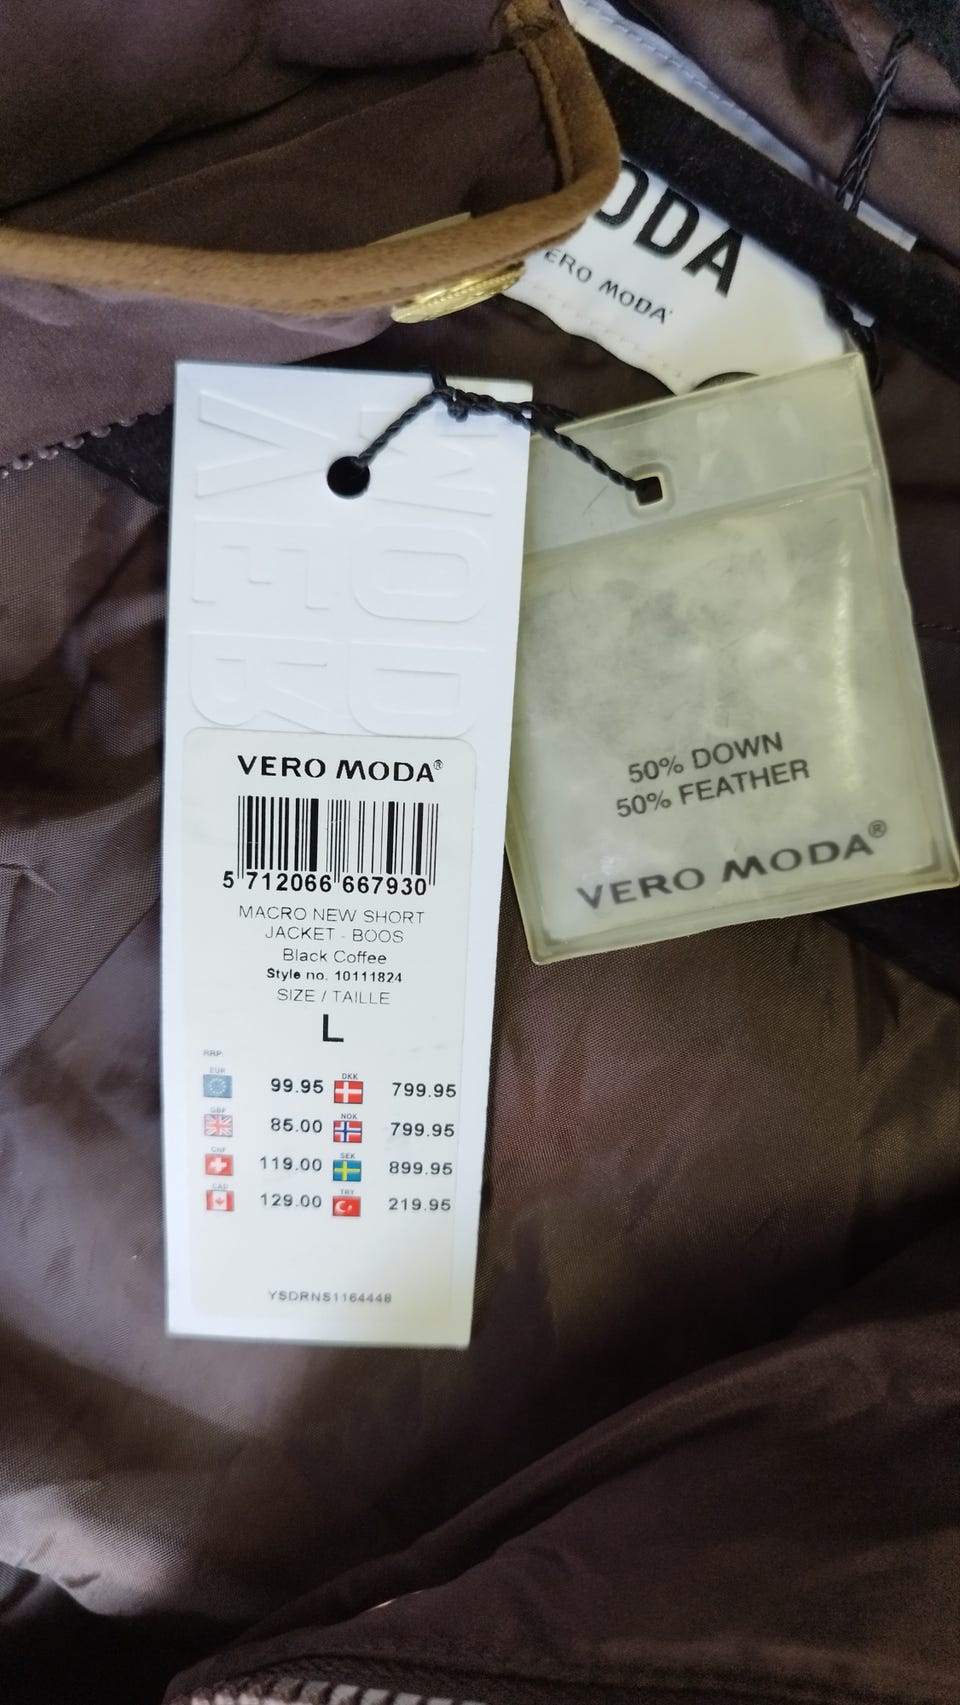 ODA
ERO MODA
VERO
MODA
50% DOWN
50% FEATHER
VERO MODA®
VERO MODA®
5 712066 667930
MACRO NEW SHORT
JACKET - BOOS
Black Coffee
Style no. 10111824
SIZE / TAILLE
L
RRP
EUR 99.95 DKK 799.95
GBP 85.00 NOK 799.95
CHF 119.00 SEK 899.95
CAD 129.00 TRY 219.95
YSDRNS1164448